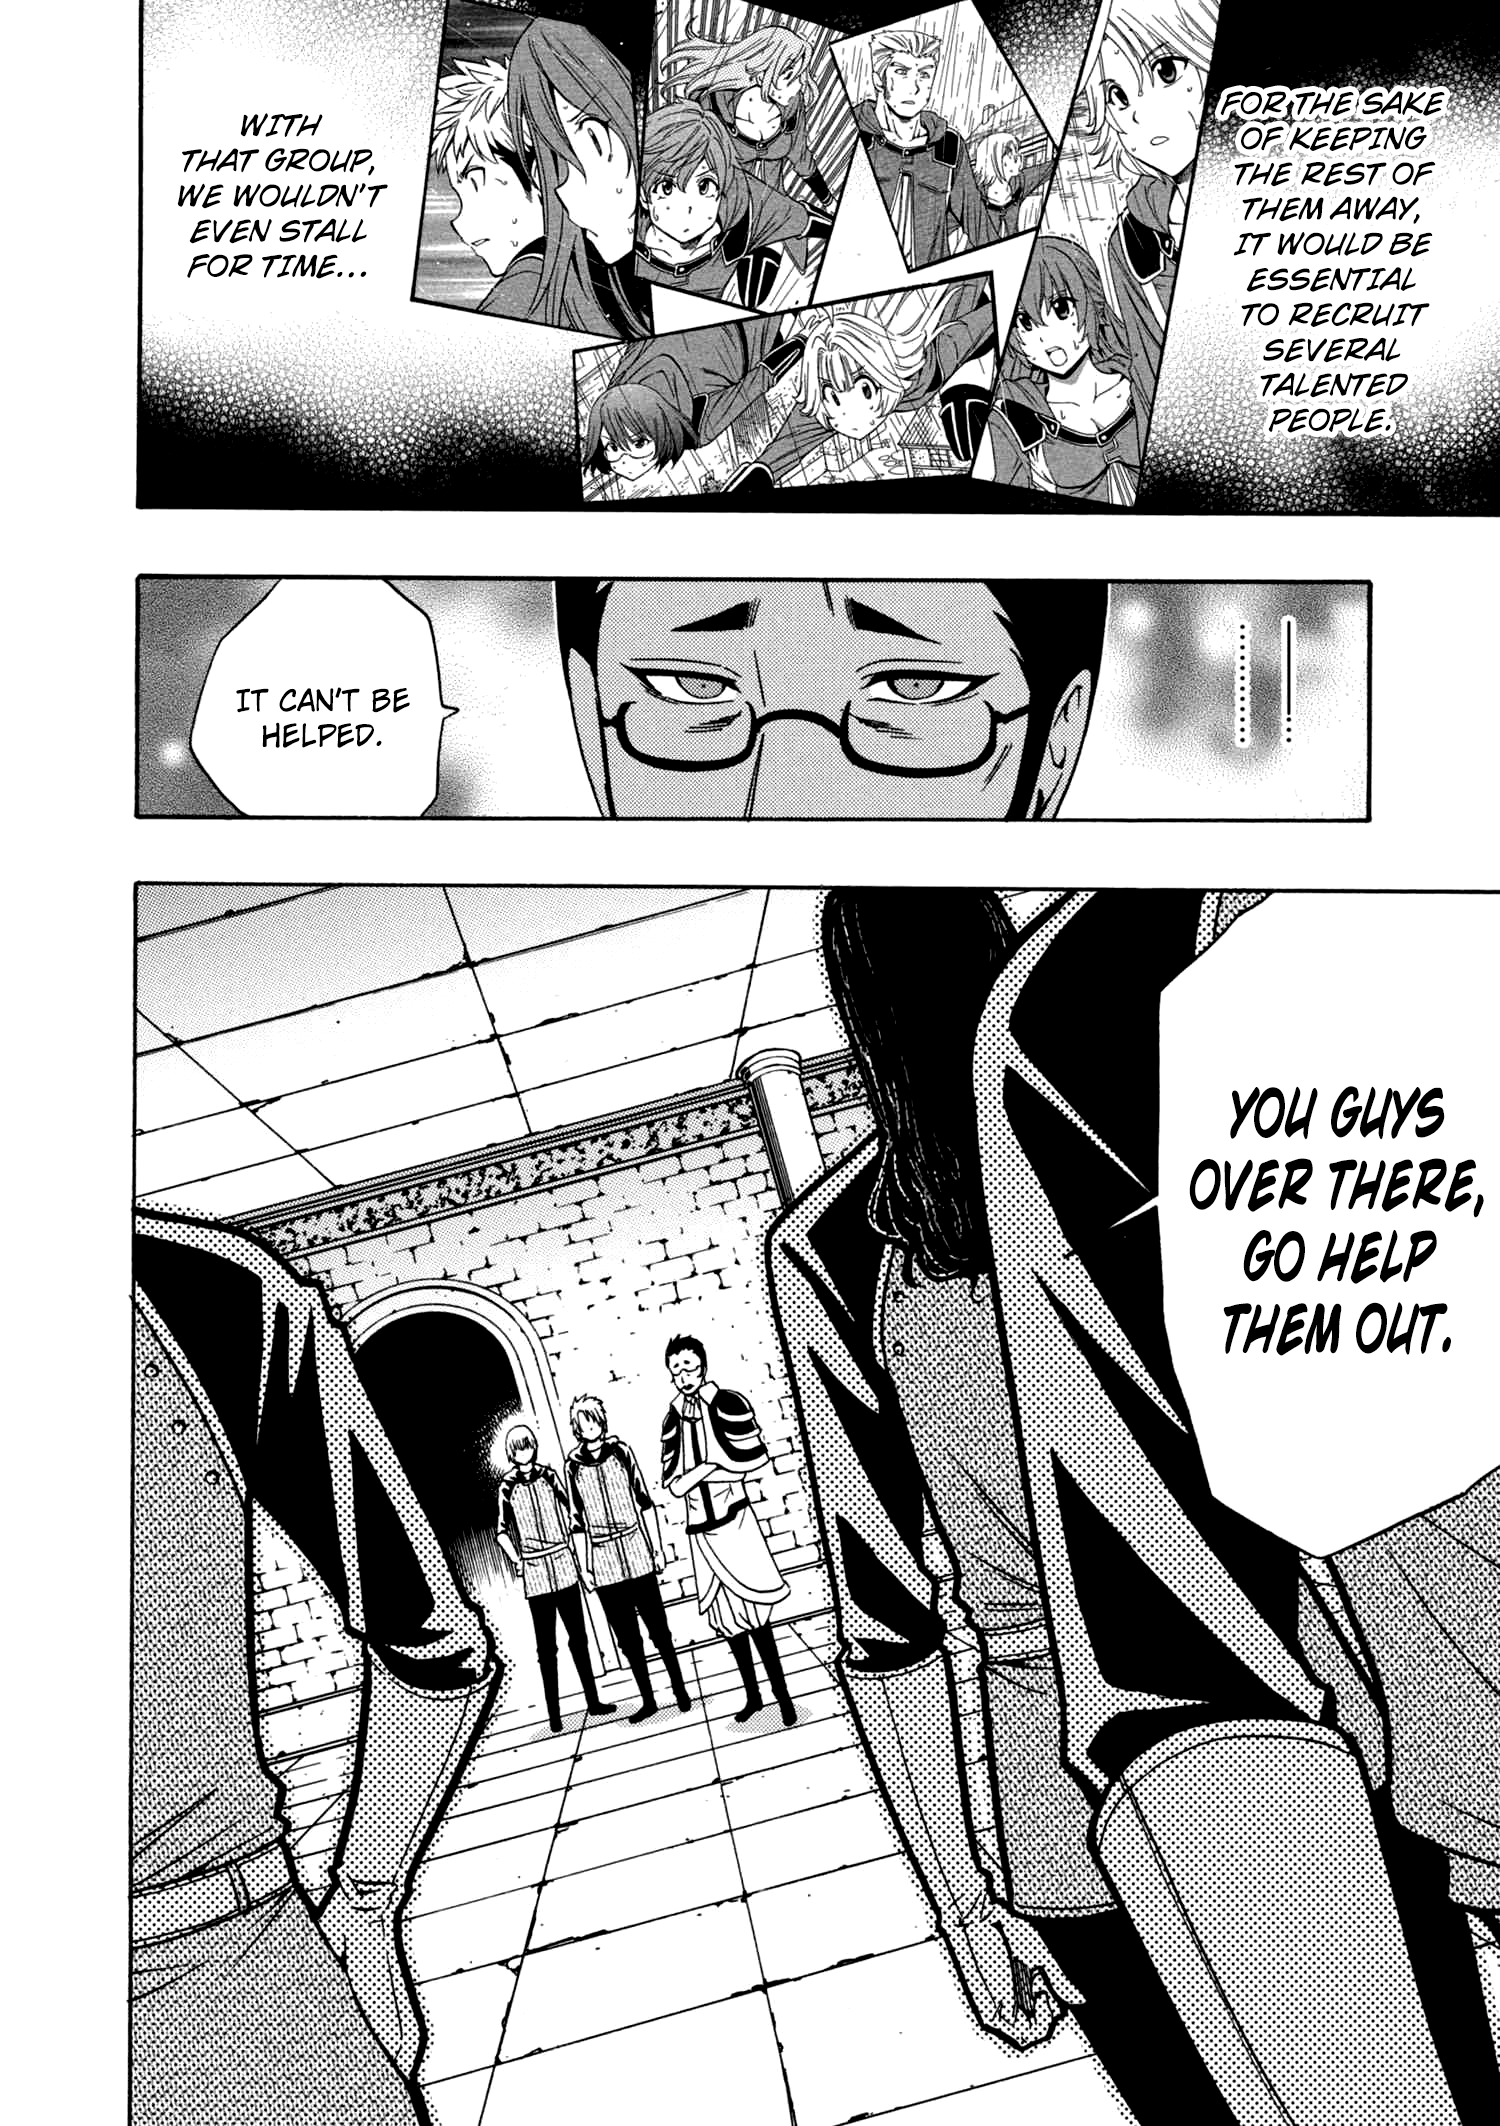 FOR THE SAKE
OF KEEPING
THE REST OF
THEM AWAY,
IT WOULD BE
ESSENTIAL
TO RECRUIT
SEVERAL
TALENTED
PEOPLE.
WITH
THAT GROUP,
WE WOULDN'T
EVEN STALL
FOR TIME...
IT CAN'T BE
HELPED.
YOU GUYS
OVER THERE,
GO HELP
THEM OUT.